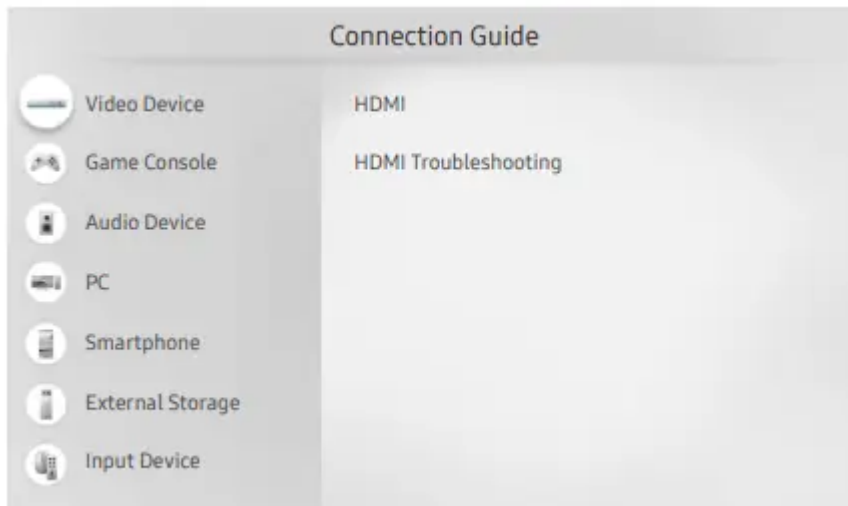 Connection Guide
Video Device
HDMI
Game Console
HDMI Troubleshooting
Audio Device
PC
Smartphone
External Storage
Input Device